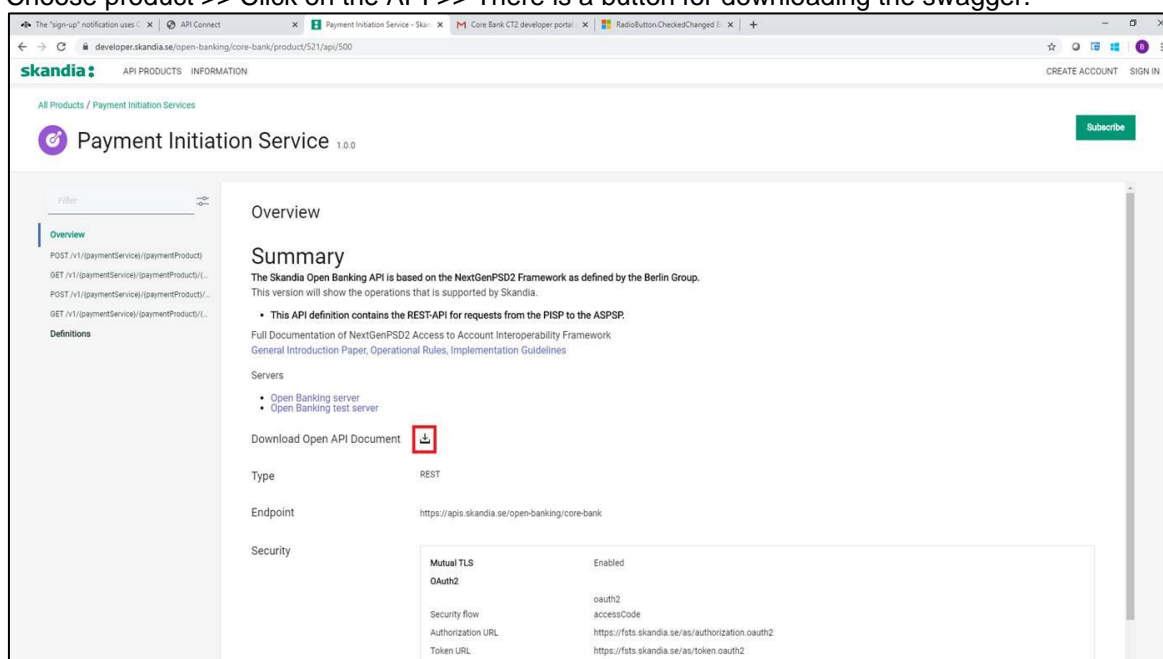 Choose product >> Click on the API >> There is a button for downloading the swagger.
The "sign-up" notification uses C
API Connect
Payment Initiation Service - Skan
Core Bank CT2 developer portal
RadioButton.CheckedChanged E
developer.skandia.se/open-banking/core-bank/product/521/api/500
B
skandia:
API PRODUCTS INFORMATION
CREATE ACCOUNT SIGN IN
All Products / Payment Initiation Services
Payment Initiation Service 1.0.0
Subscribe
Filter
Overview
POST /v1/{paymentService}/{paymentProduct}
GET /v1/{paymentService}/{paymentProduct}/{...
POST /v1/{paymentService}/{paymentProduct}/...
GET /v1/{paymentService}/{paymentProduct}/{...
Definitions
Overview
Summary
The Skandia Open Banking API is based on the NextGenPSD2 Framework as defined by the Berlin Group.
This version will show the operations that is supported by Skandia.
• This API definition contains the REST-API for requests from the PISP to the ASPSP.
Full Documentation of NextGenPSD2 Access to Account Interoperability Framework
General Introduction Paper, Operational Rules, Implementation Guidelines
Servers
• Open Banking server
• Open Banking test server
Download Open API Document
Type REST
Endpoint https://apis.skandia.se/open-banking/core-bank
Security
Mutual TLS Enabled
OAuth2
oauth2
Security flow accessCode
Authorization URL https://fsts.skandia.se/as/authorization.oauth2
Token URL https://fsts.skandia.se/as/token.oauth2